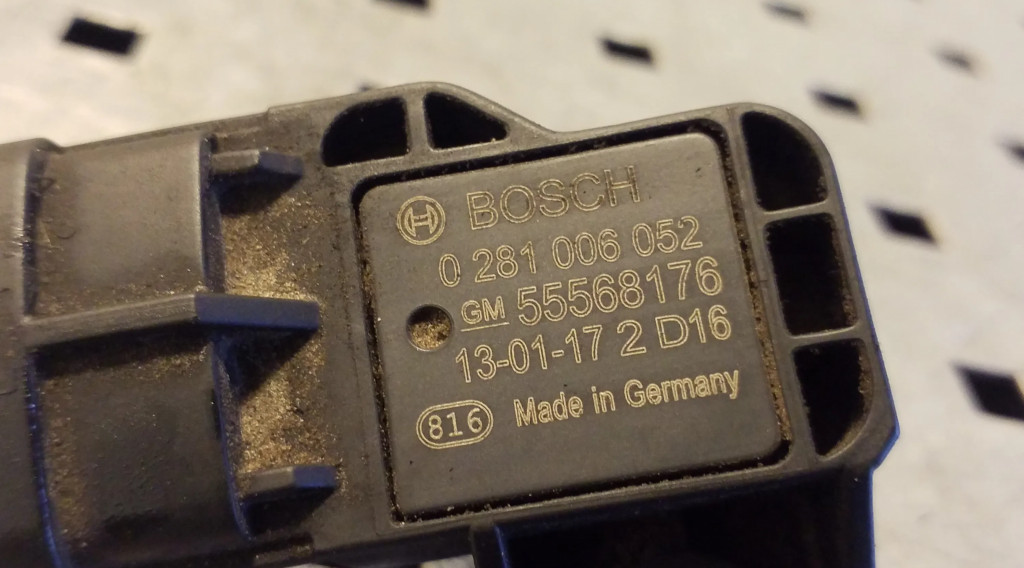 BOSCH
0 281 006 052
GM 55568176
13-01-17 2 D16
816 Made in Germany